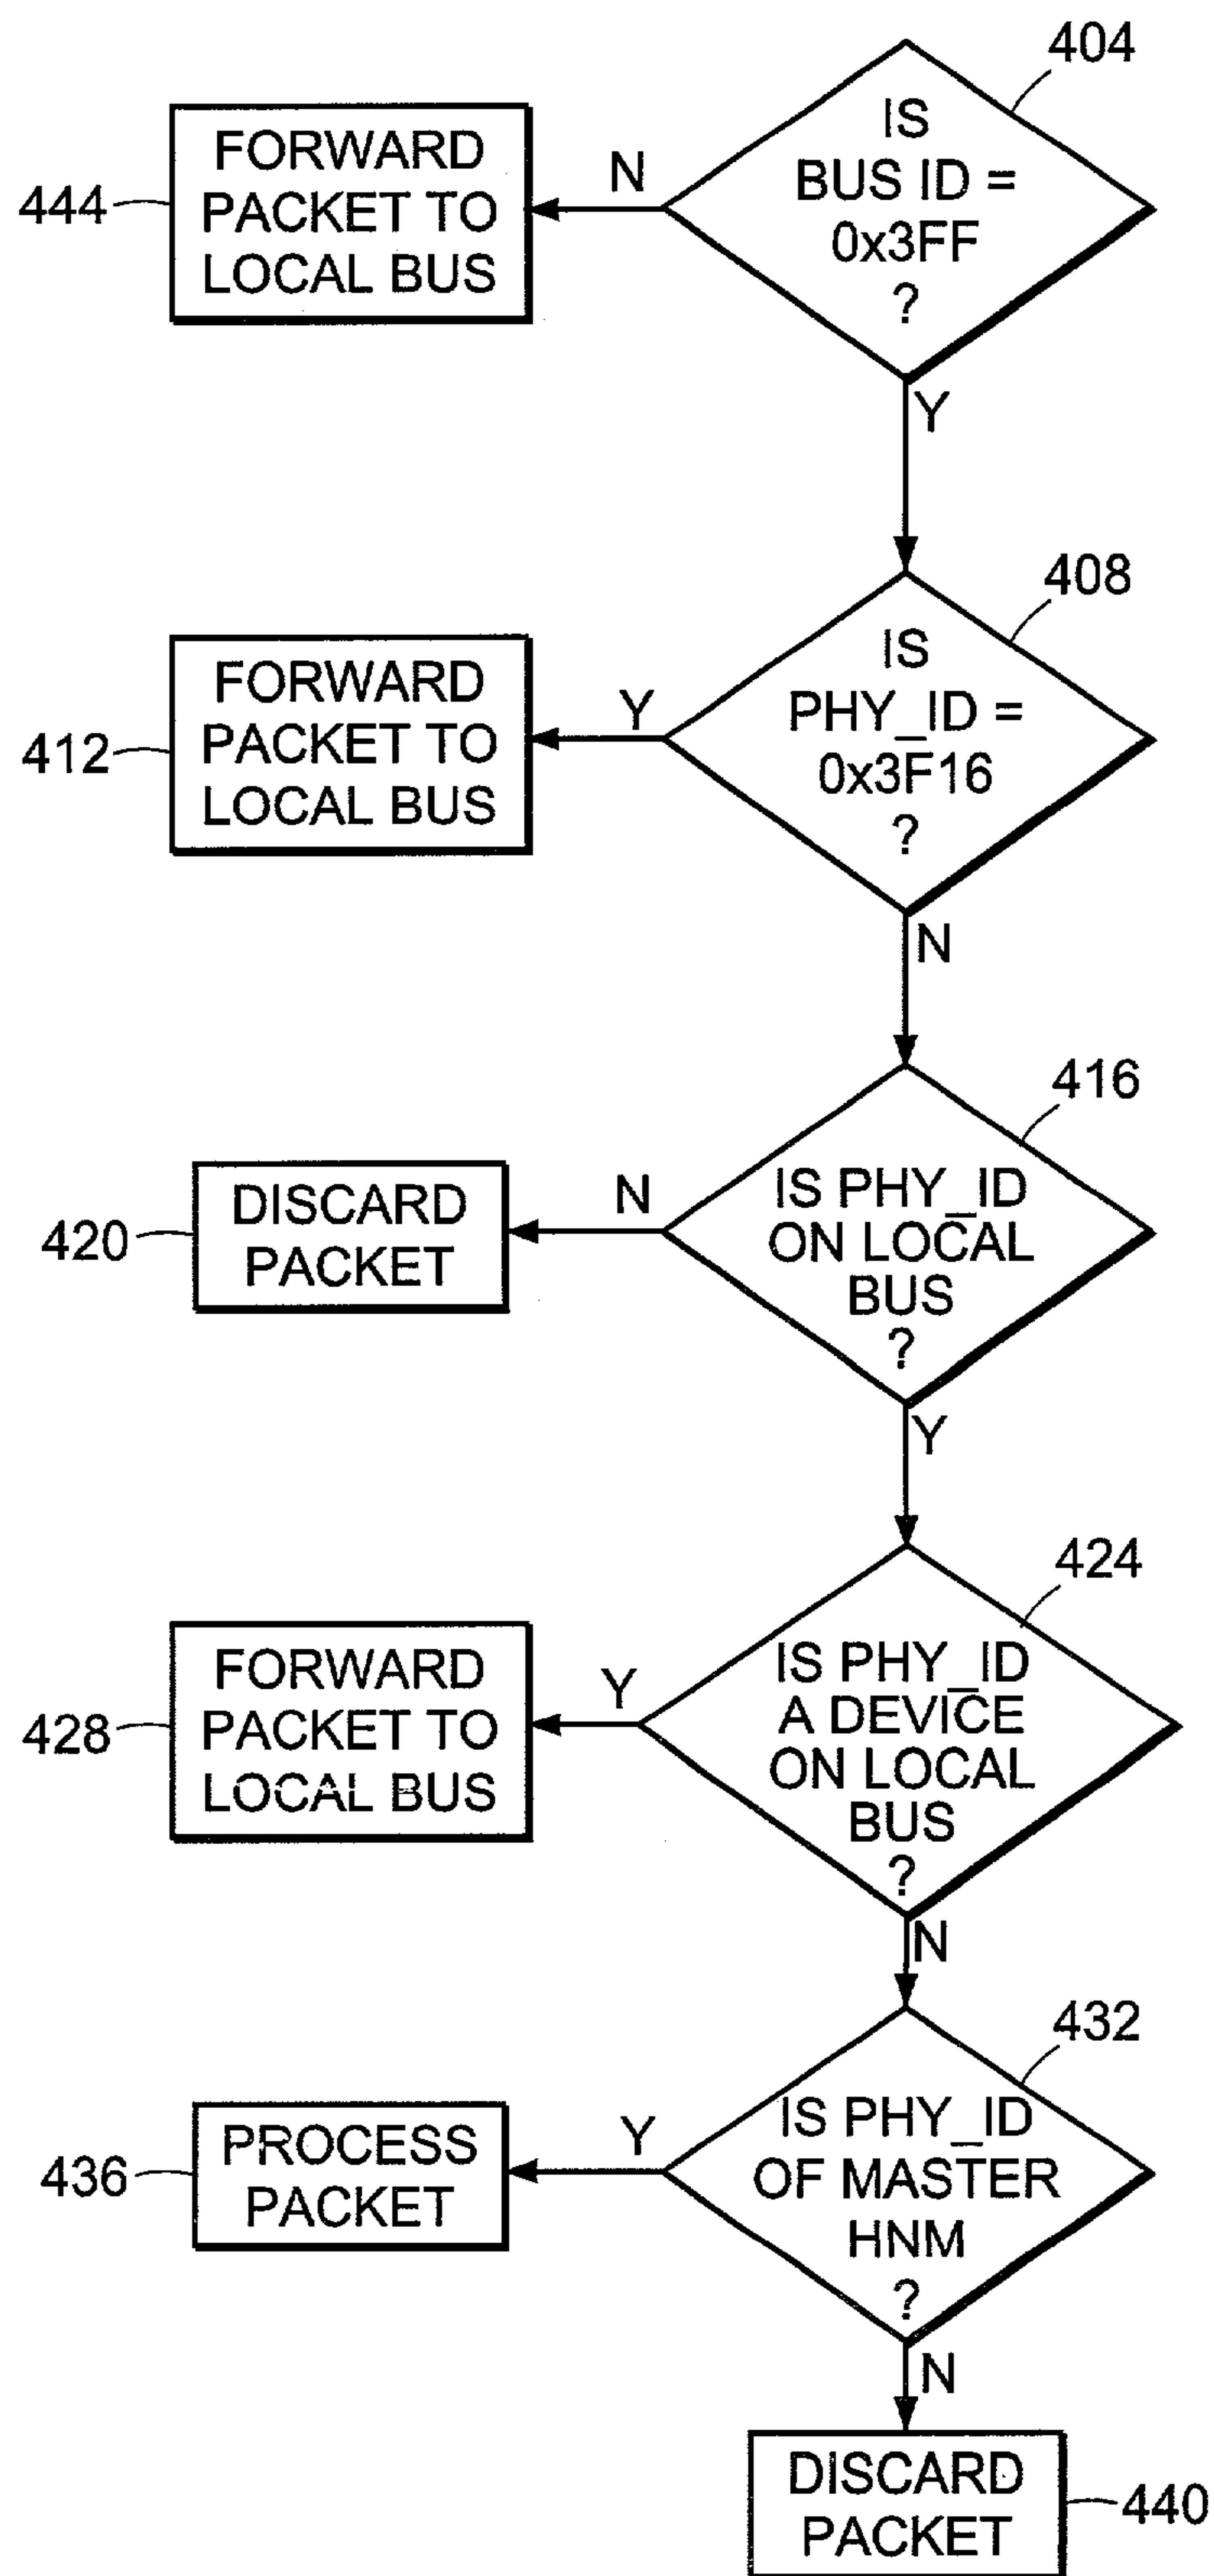 404
IS
BUS ID =
0x3FF
?
N
Y
FORWARD
PACKET TO
LOCAL BUS
444
408
IS
PHY_ID =
0x3F16
?
Y
N
FORWARD
PACKET TO
LOCAL BUS
412
416
IS PHY_ID
ON LOCAL
BUS
?
N
Y
DISCARD
PACKET
420
424
IS PHY_ID
A DEVICE
ON LOCAL
BUS
?
Y
N
FORWARD
PACKET TO
LOCAL BUS
428
432
IS PHY_ID
OF MASTER
HNM
?
Y
N
PROCESS
PACKET
436
DISCARD
PACKET
440